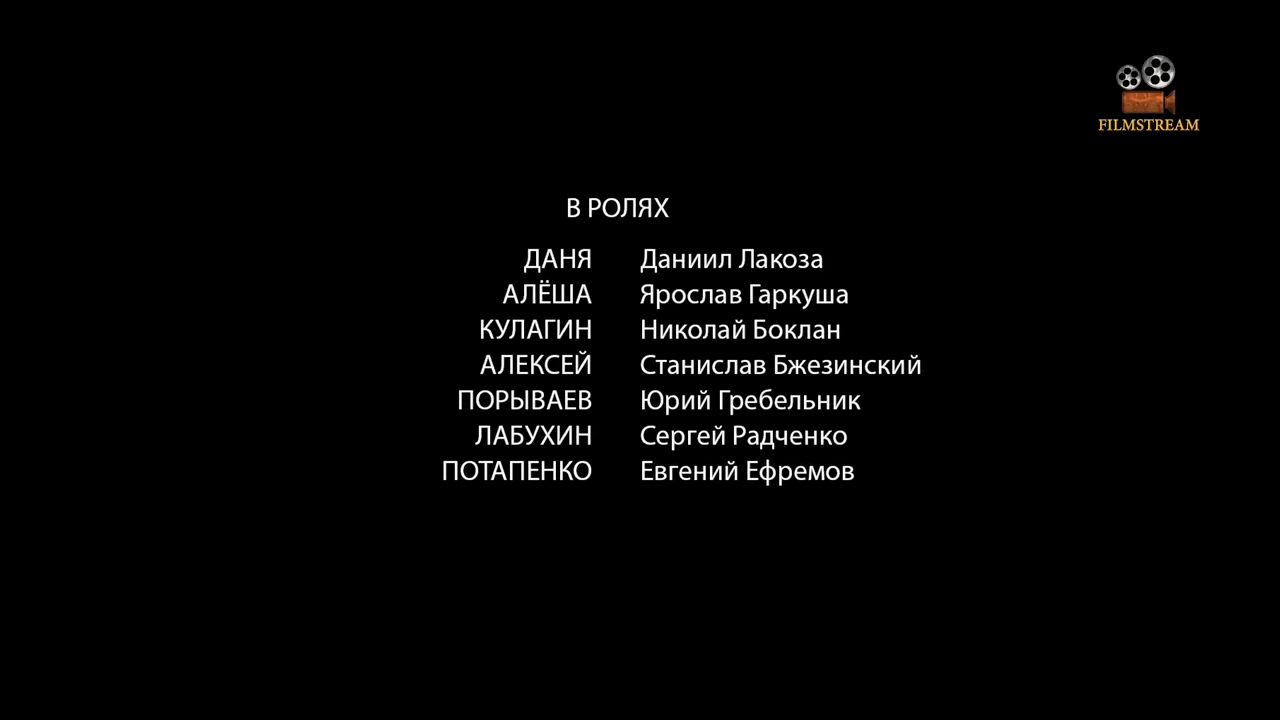 FILMSTREAM
В РОЛЯХ
ДАНЯ Даниил Лакоза
АЛЁША Ярослав Гаркуша
КУЛАГИН Николай Боклан
АЛЕКСЕЙ Станислав Бжезинский
ПОРЫВАЕВ Юрий Гребельник
ЛАБУХИН Сергей Радченко
ПОТАПЕНКО Евгений Ефремов